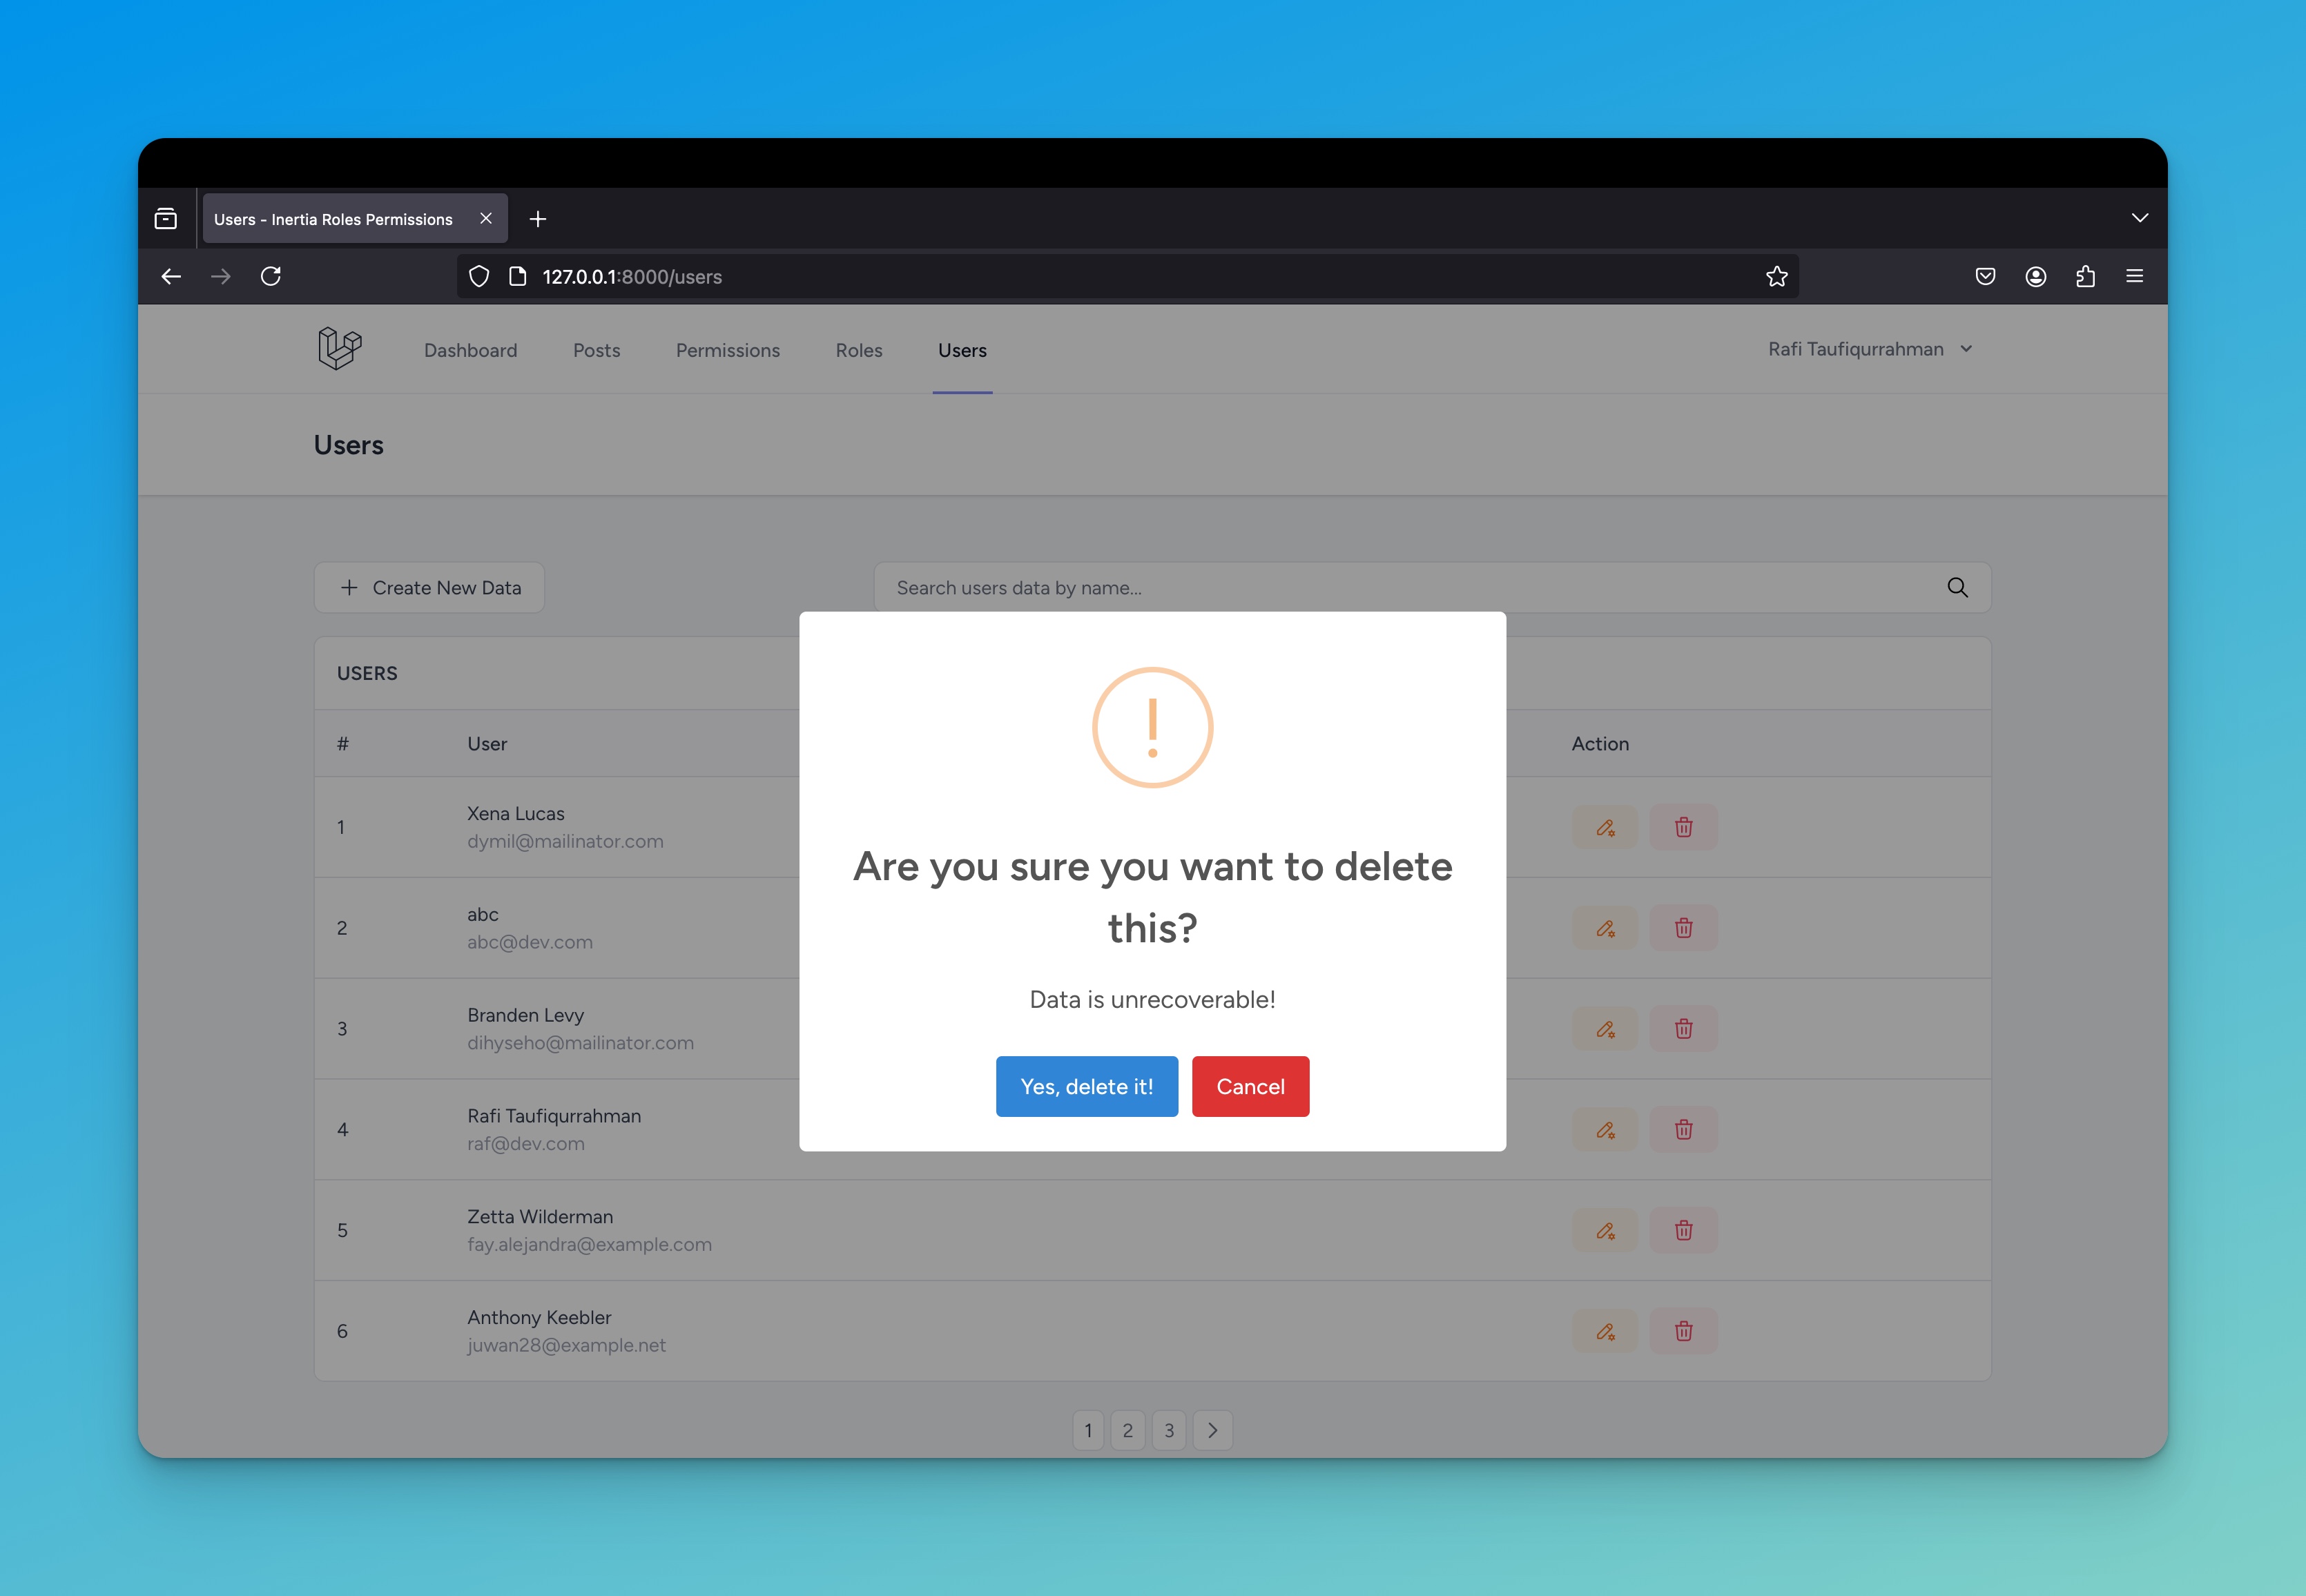 Users - Inertia Roles Permissions
127.0.0.1:8000/users
Dashboard Posts Permissions Roles Users Rafi Taufiqurrahman
Users
Create New Data
Search users data by name...
USERS
# User Action
1 Xena Lucas
dymil@mailinator.com
2 abc
abc@dev.com
3 Branden Levy
dihyseho@mailinator.com
4 Rafi Taufiqurrahman
raf@dev.com
5 Zetta Wilderman
fay.alejandra@example.com
6 Anthony Keebler
juwan28@example.net
!
Are you sure you want to delete
this?
Data is unrecoverable!
Yes, delete it! Cancel
1 2 3